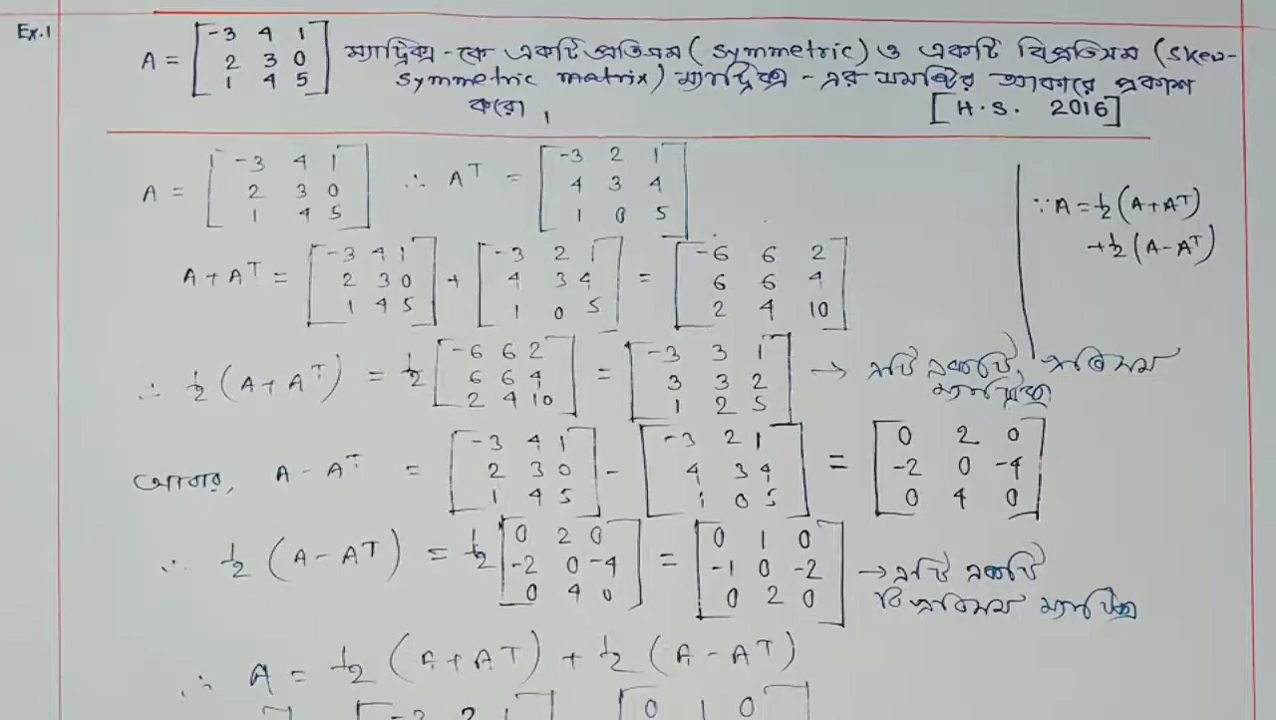 Ex.1
A = [-3 4 1; 2 3 0; 1 4 5] ম্যাট্রিক্স-কে একটি প্রতিসম (symmetric) ও একটি বিপ্রতিসম (skew-
symmetric matrix) ম্যাট্রিক্স-এর সমষ্টির আকারে প্রকাশ
করো।
[H.S. 2016]
A = [-3 4 1; 2 3 0; 1 4 5] ∴ A^T = [-3 2 1; 4 3 4; 1 0 5]
∵ A = ½(A+A^T)
+½(A-A^T)
A+A^T = [-3 4 1; 2 3 0; 1 4 5] + [-3 2 1; 4 3 4; 1 0 5] = [-6 6 2; 6 6 4; 2 4 10]
∴ ½(A+A^T) = ½[-6 6 2; 6 6 4; 2 4 10] = [-3 3 1; 3 3 2; 1 2 5] → এটি একটি প্রতিসম
ম্যাট্রিক্স
আবার, A-A^T = [-3 4 1; 2 3 0; 1 4 5] - [-3 2 1; 4 3 4; 1 0 5] = [0 2 0; -2 0 -4; 0 4 0]
∴ ½(A-A^T) = ½[0 2 0; -2 0 -4; 0 4 0] = [0 1 0; -1 0 -2; 0 2 0] → এটি একটি
বিপ্রতিসম ম্যাট্রিক্স
∴ A = ½(A+A^T) + ½(A-A^T)
0 1 0